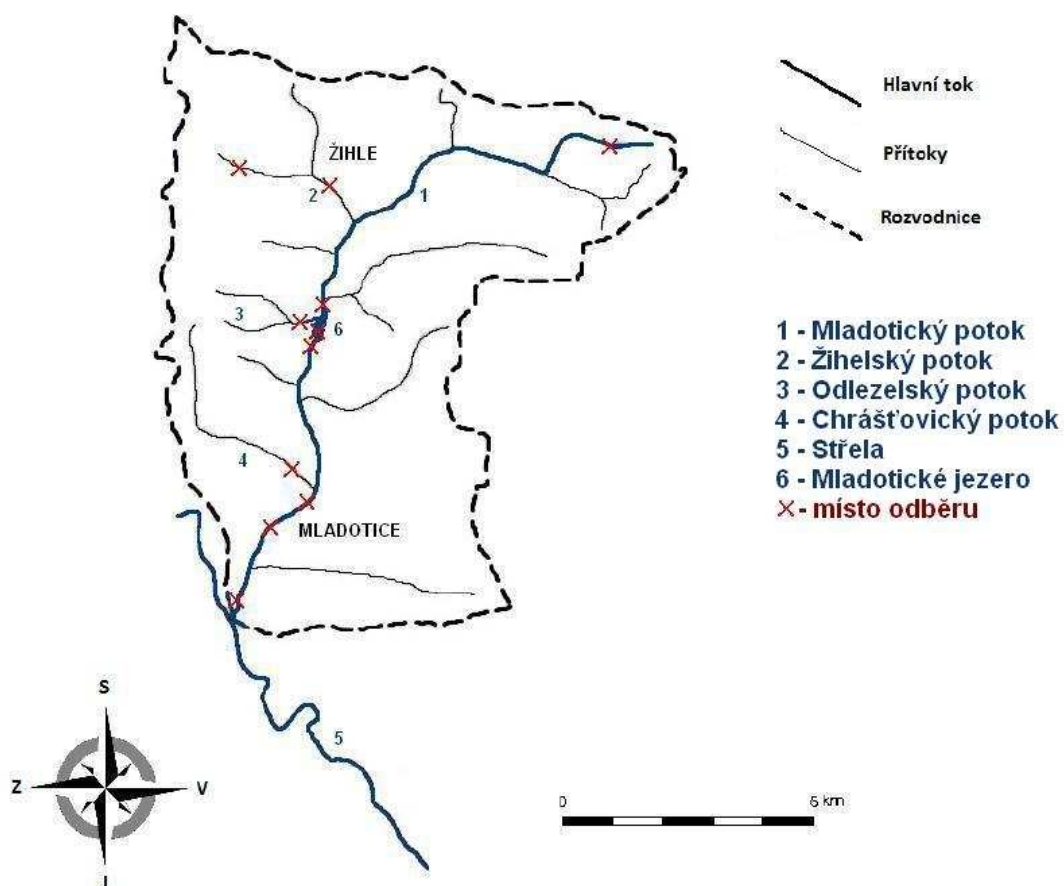 Hlavní tok
Přítoky
Rozvodnice
ŽIHLE
2
1
3
6
4
MLADOTICE
5
1 - Mladotický potok
2 - Žihelský potok
3 - Odlezelský potok
4 - Chrášťovický potok
5 - Střela
6 - Mladotické jezero
×- místo odběru
S
Z
V
J
0
5 km